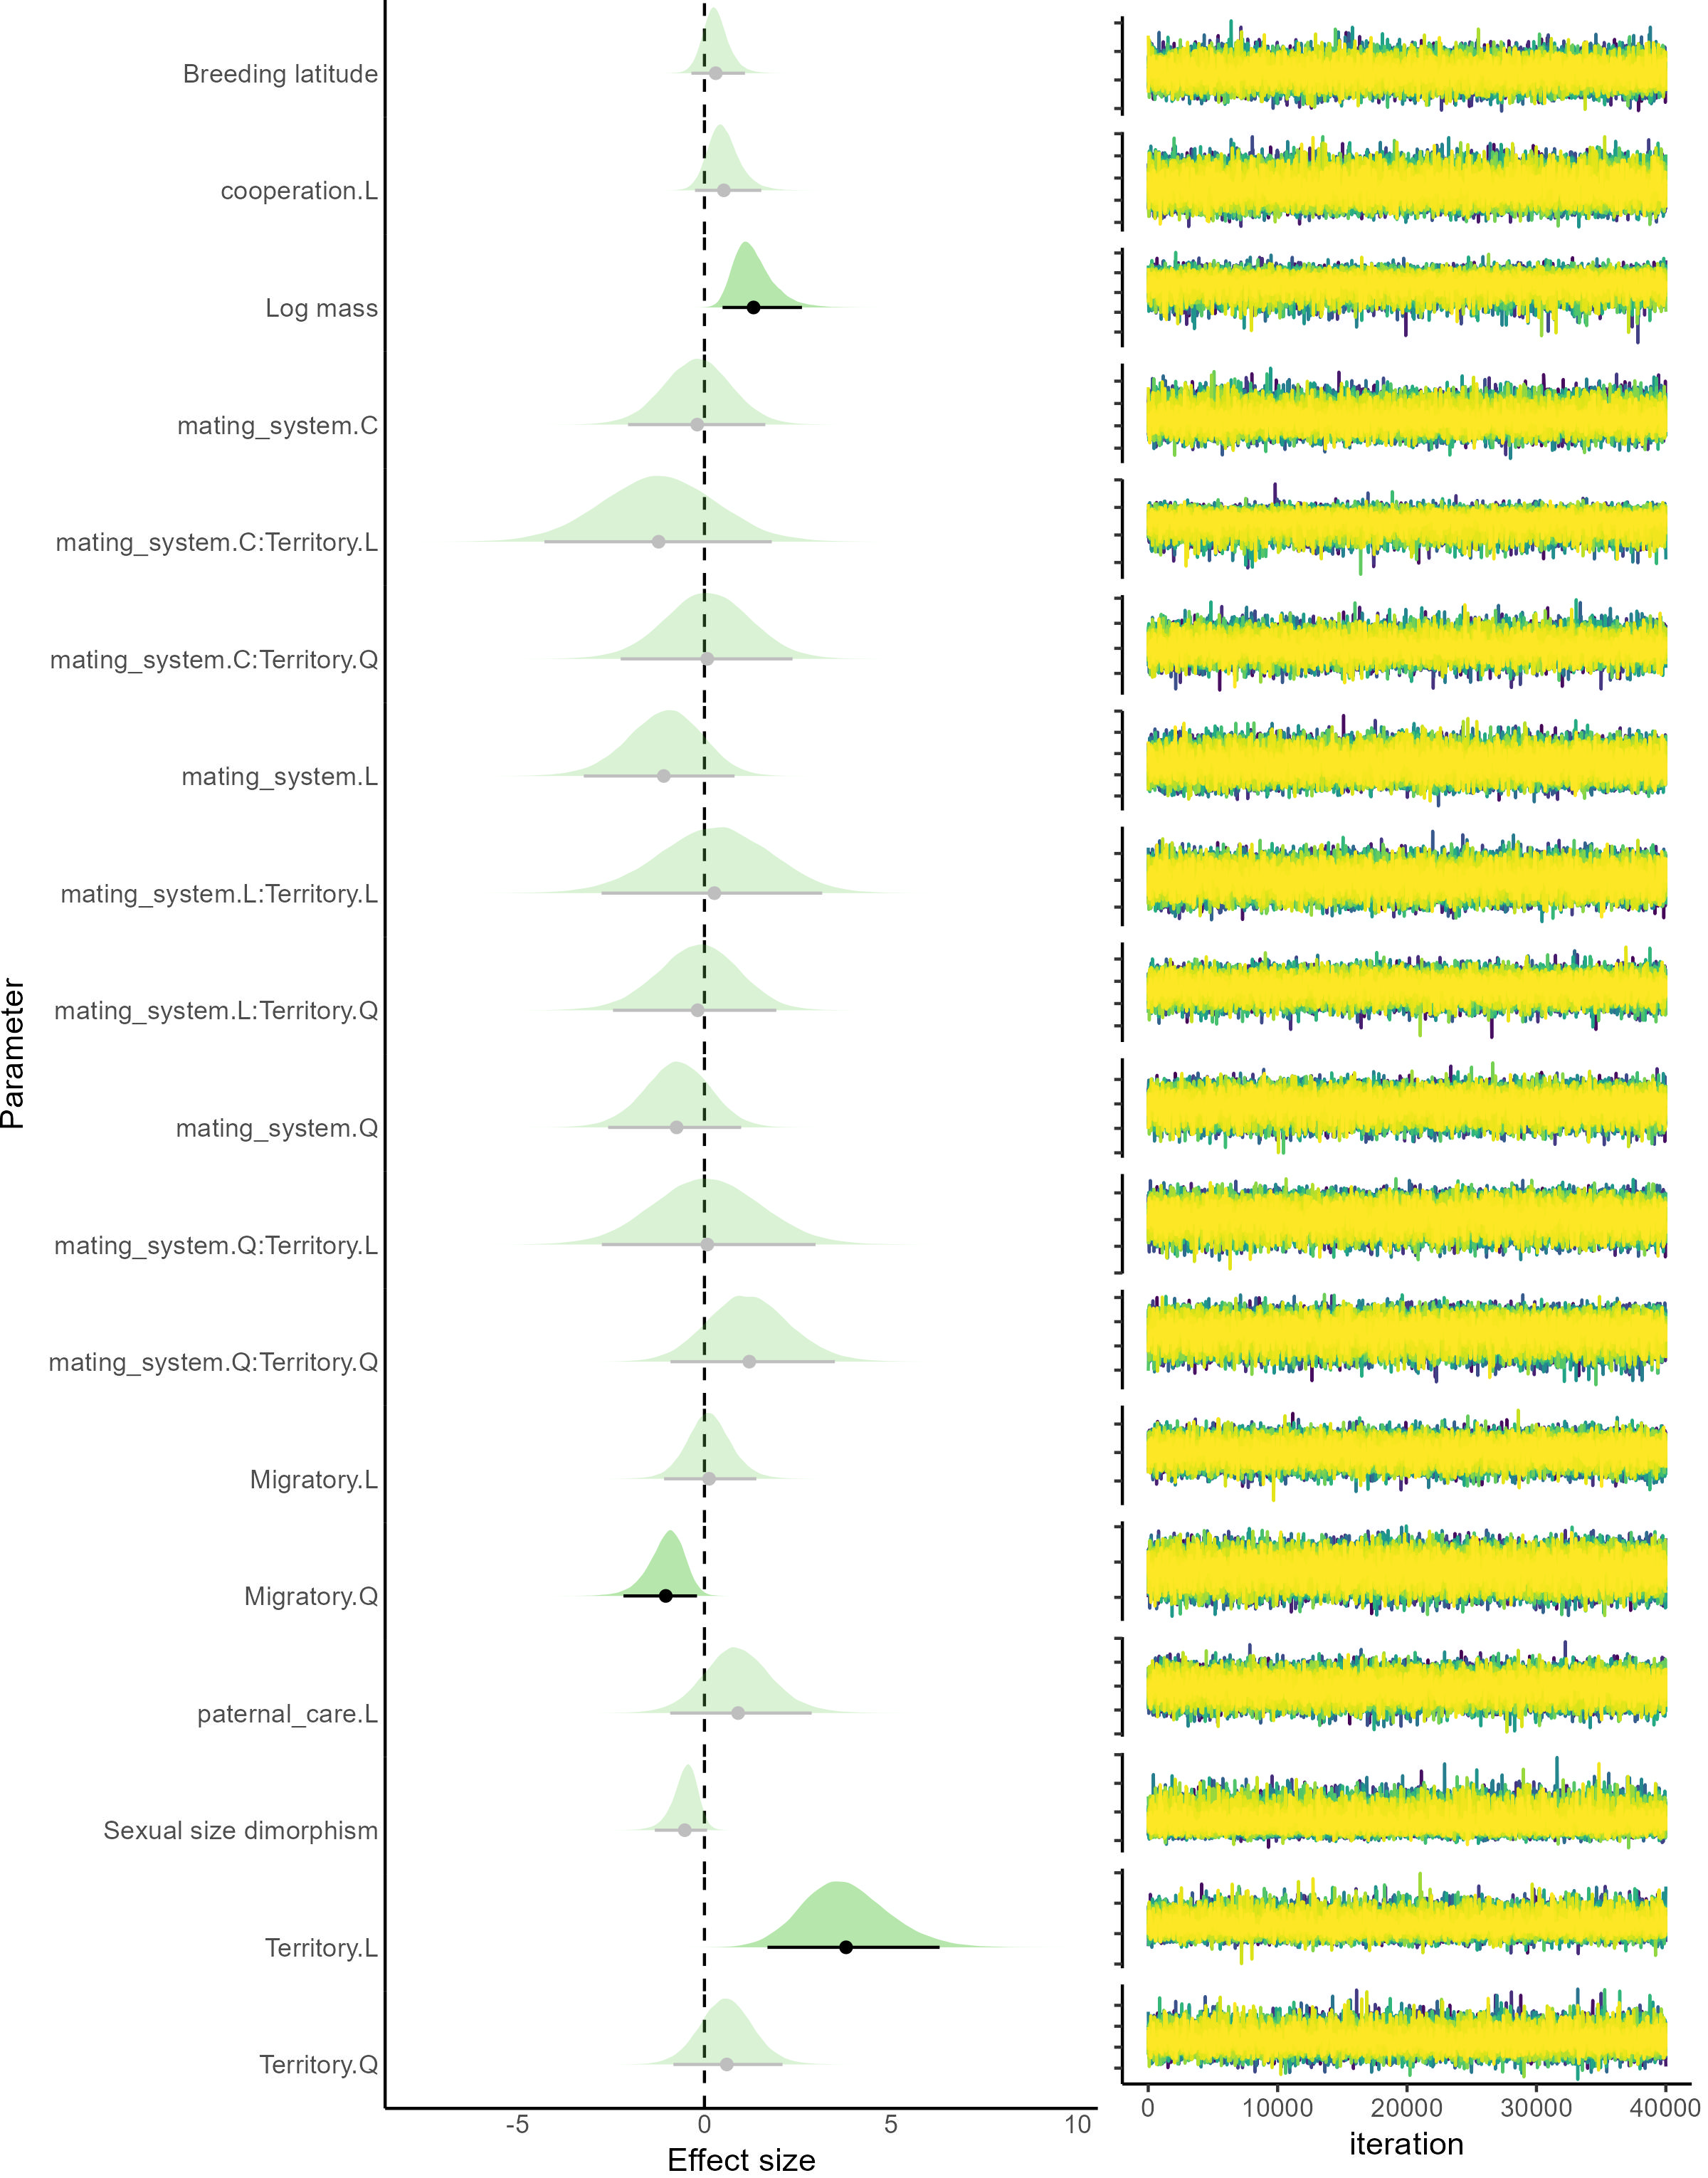 Parameter
Breeding latitude
cooperation.L
Log mass
mating_system.C
mating_system.C:Territory.L
mating_system.C:Territory.Q
mating_system.L
mating_system.L:Territory.L
mating_system.L:Territory.Q
mating_system.Q
mating_system.Q:Territory.L
mating_system.Q:Territory.Q
Migratory.L
Migratory.Q
paternal_care.L
Sexual size dimorphism
Territory.L
Territory.Q
-5 0 5 10
Effect size
0 10000 20000 30000 40000
iteration